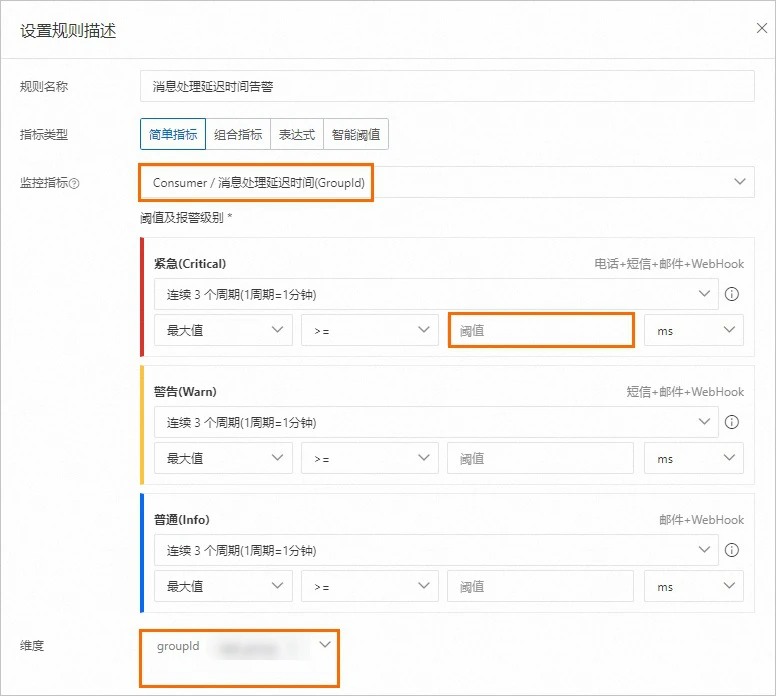 设置规则描述
规则名称 消息处理延迟时间告警
指标类型 简单指标 组合指标 表达式 智能阈值
监控指标 Consumer / 消息处理延迟时间(GroupId)
阈值及报警级别 *
紧急(Critical) 电话+短信+邮件+WebHook
连续 3 个周期(1周期=1分钟)
最大值 >= 阈值 ms
警告(Warn) 短信+邮件+WebHook
连续 3 个周期(1周期=1分钟)
最大值 >= 阈值 ms
普通(Info) 邮件+WebHook
连续 3 个周期(1周期=1分钟)
最大值 >= 阈值 ms
维度 groupId